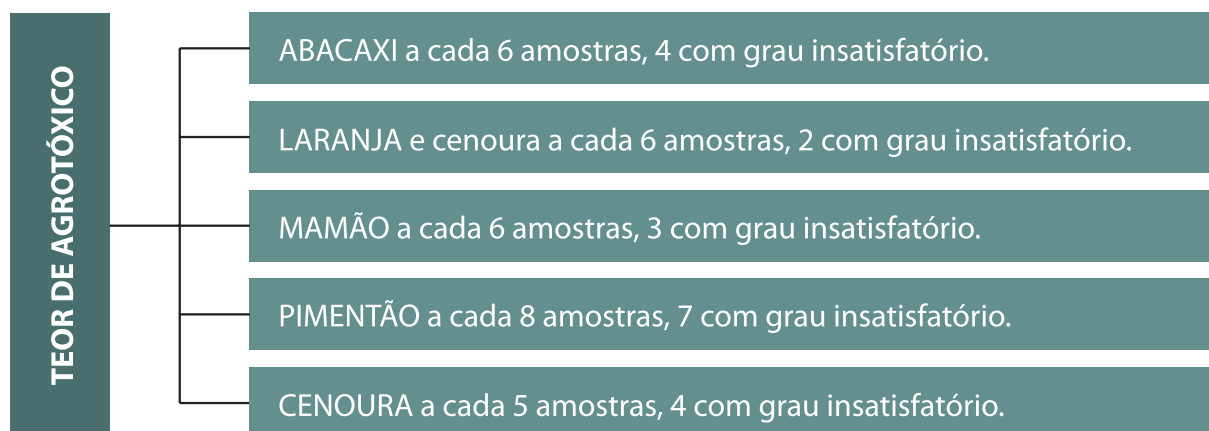 TEOR DE AGROTÓXICO
ABACAXI a cada 6 amostras, 4 com grau insatisfatório.
LARANJA e cenoura a cada 6 amostras, 2 com grau insatisfatório.
MAMÃO a cada 6 amostras, 3 com grau insatisfatório.
PIMENTÃO a cada 8 amostras, 7 com grau insatisfatório.
CENOURA a cada 5 amostras, 4 com grau insatisfatório.